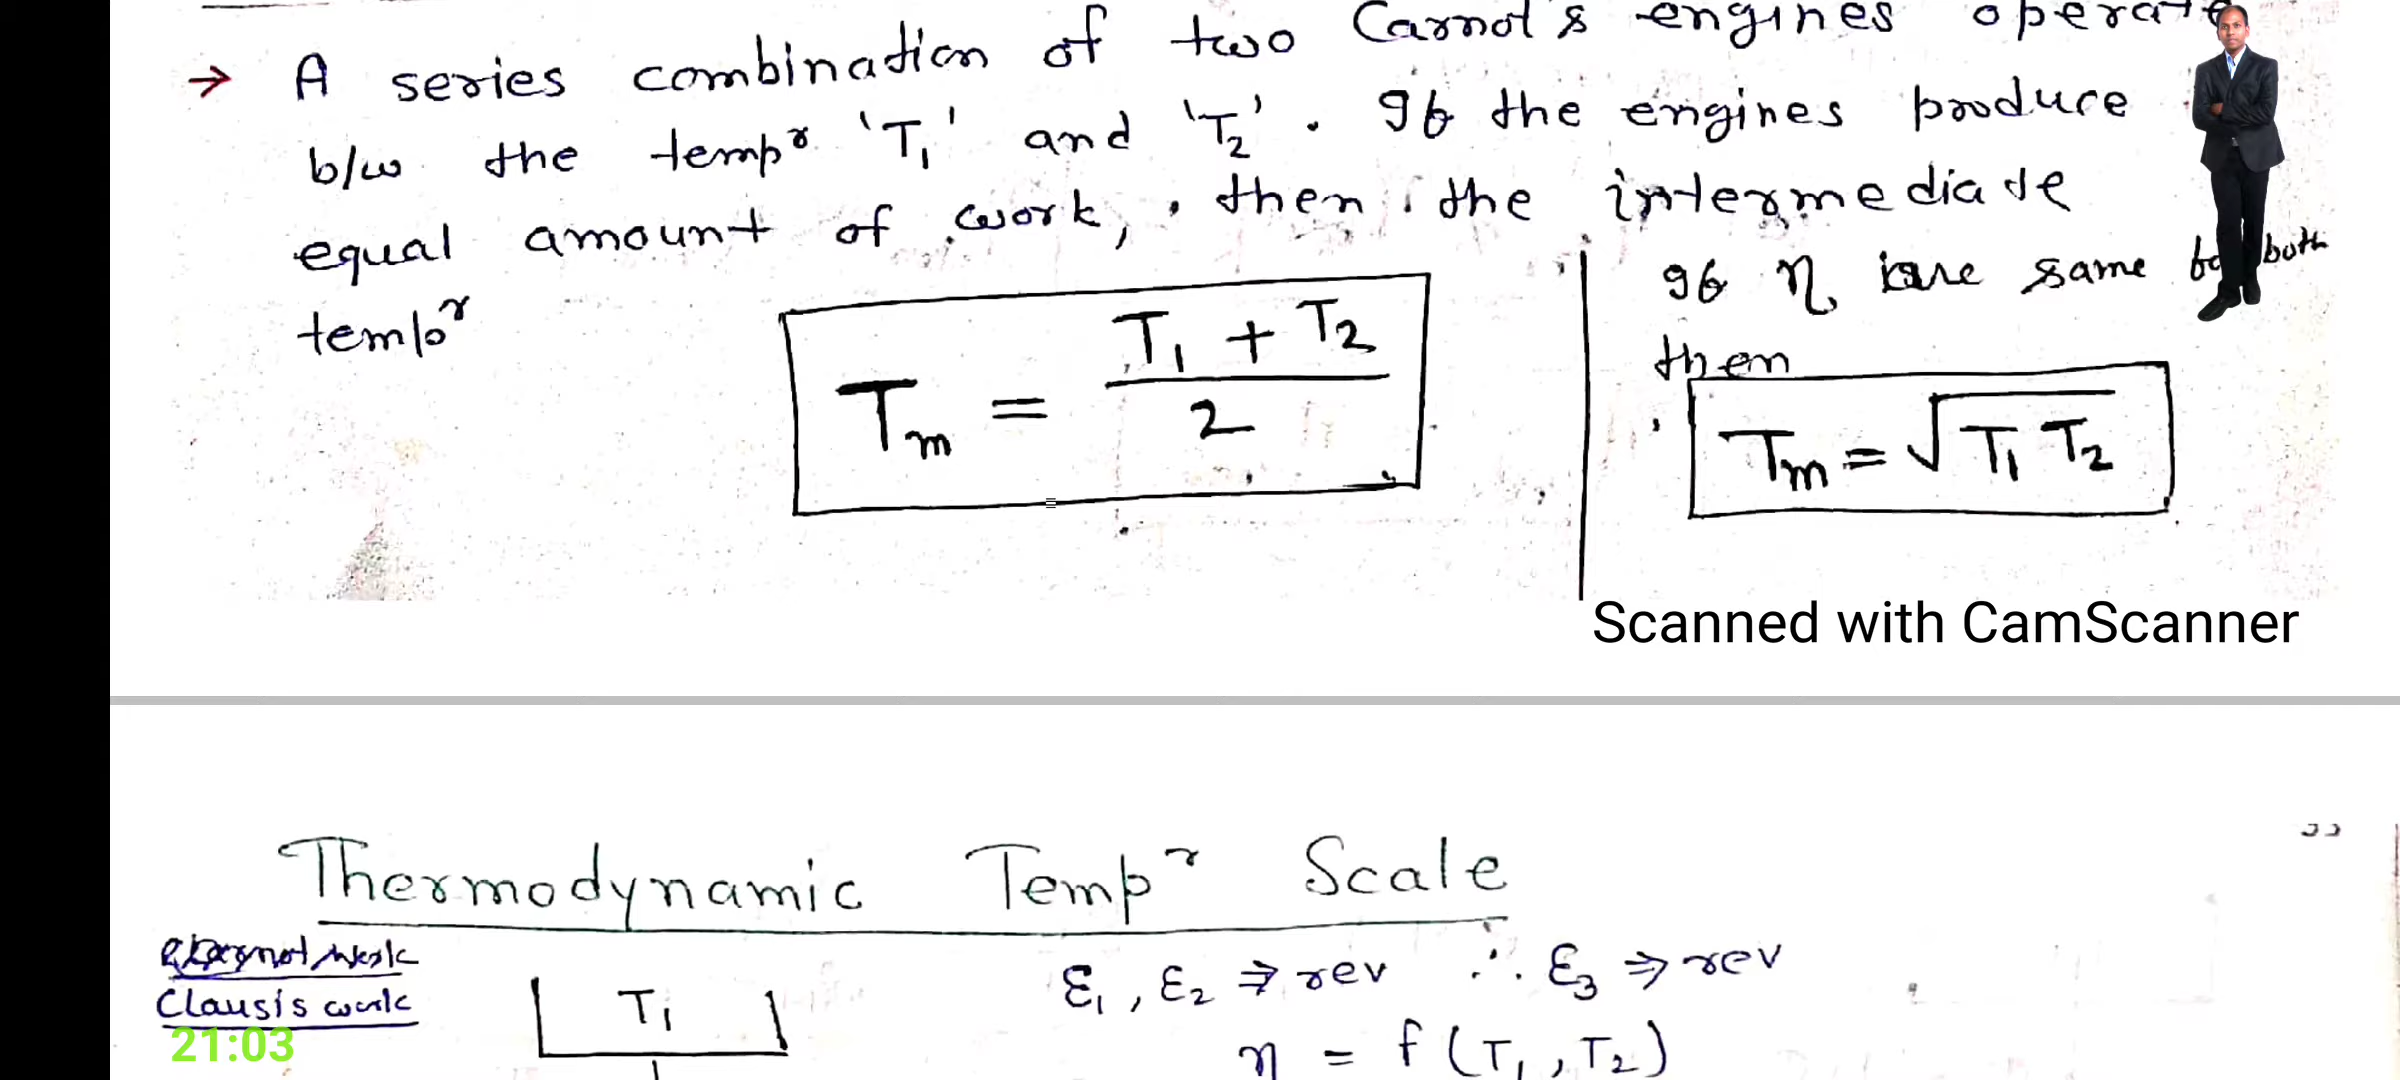 → A series combination of two Carnot's engines operate
b/w the tempr 'T1' and 'T2'. If the engines produce
equal amount of work, then the intermediate
tempr
Tm = T1 + T2 / 2
If η are same both
then
Tm = √T1 T2
Scanned with CamScanner
Thermodynamic Tempr Scale
Clausis work
T1
ε1, ε2 ⇒ rev ∴ ε3 ⇒ rev
η = f(T1, T2)
21:03